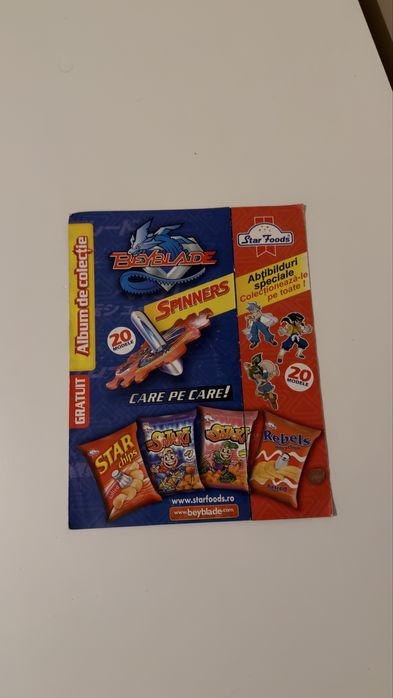 Album de colecție
GRATUIT
BEYBLADE
SPINNERS
20
MODELE
CARE PE CARE!
Star Foods
Abțibilduri
speciale
Colecționează-le
pe toate !
20
MODELE
STAR
chips
Rebels
www.starfoods.ro
www.beyblade.com